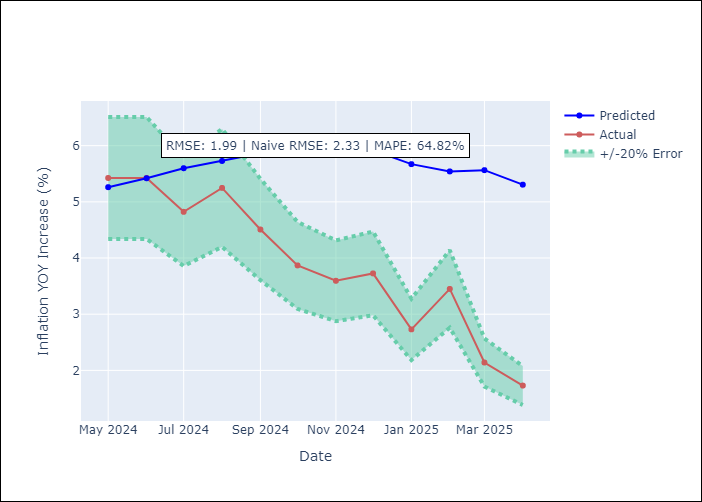 RMSE: 1.99 | Naive RMSE: 2.33 | MAPE: 64.82%
Predicted
Actual
+/-20% Error
Inflation YOY Increase (%)
6
5
4
3
2
May 2024
Jul 2024
Sep 2024
Nov 2024
Jan 2025
Mar 2025
Date